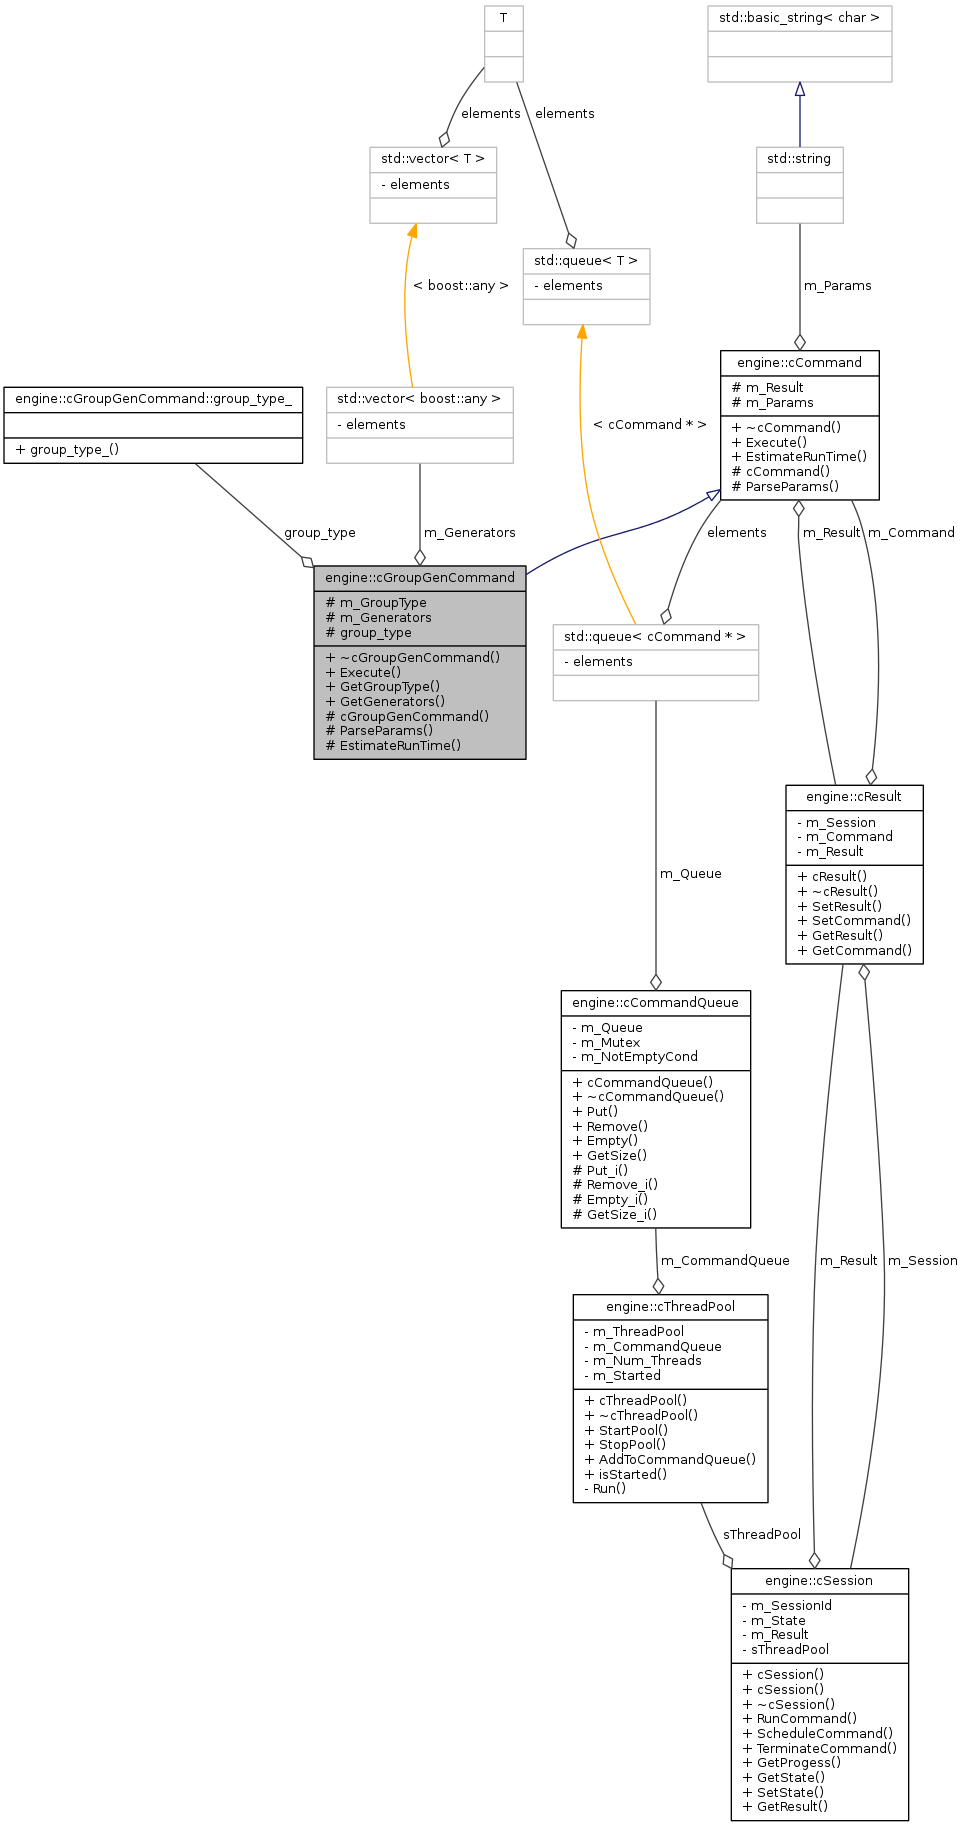 T
std::basic_string< char >
elements
elements
std::vector< T >
- elements
std::string
std::queue< T >
- elements
< boost::any >
m_Params
engine::cCommand
# m_Result
# m_Params
+ ~cCommand()
+ Execute()
+ EstimateRunTime()
# cCommand()
# ParseParams()
engine::cGroupGenCommand::group_type_
+ group_type_()
std::vector< boost::any >
- elements
< cCommand * >
group_type
m_Generators
elements
m_Result
m_Command
engine::cGroupGenCommand
# m_GroupType
# m_Generators
# group_type
+ ~cGroupGenCommand()
+ Execute()
+ GetGroupType()
+ GetGenerators()
# cGroupGenCommand()
# ParseParams()
# EstimateRunTime()
std::queue< cCommand * >
- elements
engine::cResult
- m_Session
- m_Command
- m_Result
+ cResult()
+ ~cResult()
+ SetResult()
+ SetCommand()
+ GetResult()
+ GetCommand()
m_Queue
engine::cCommandQueue
- m_Queue
- m_Mutex
- m_NotEmptyCond
+ cCommandQueue()
+ ~cCommandQueue()
+ Put()
+ Remove()
+ Empty()
+ GetSize()
# Put_i()
# Remove_i()
# Empty_i()
# GetSize_i()
m_CommandQueue
m_Result
m_Session
engine::cThreadPool
- m_ThreadPool
- m_CommandQueue
- m_Num_Threads
- m_Started
+ cThreadPool()
+ ~cThreadPool()
+ StartPool()
+ StopPool()
+ AddToCommandQueue()
+ isStarted()
- Run()
sThreadPool
engine::cSession
- m_SessionId
- m_State
- m_Result
- sThreadPool
+ cSession()
+ cSession()
+ ~cSession()
+ RunCommand()
+ ScheduleCommand()
+ TerminateCommand()
+ GetProgess()
+ GetState()
+ SetState()
+ GetResult()